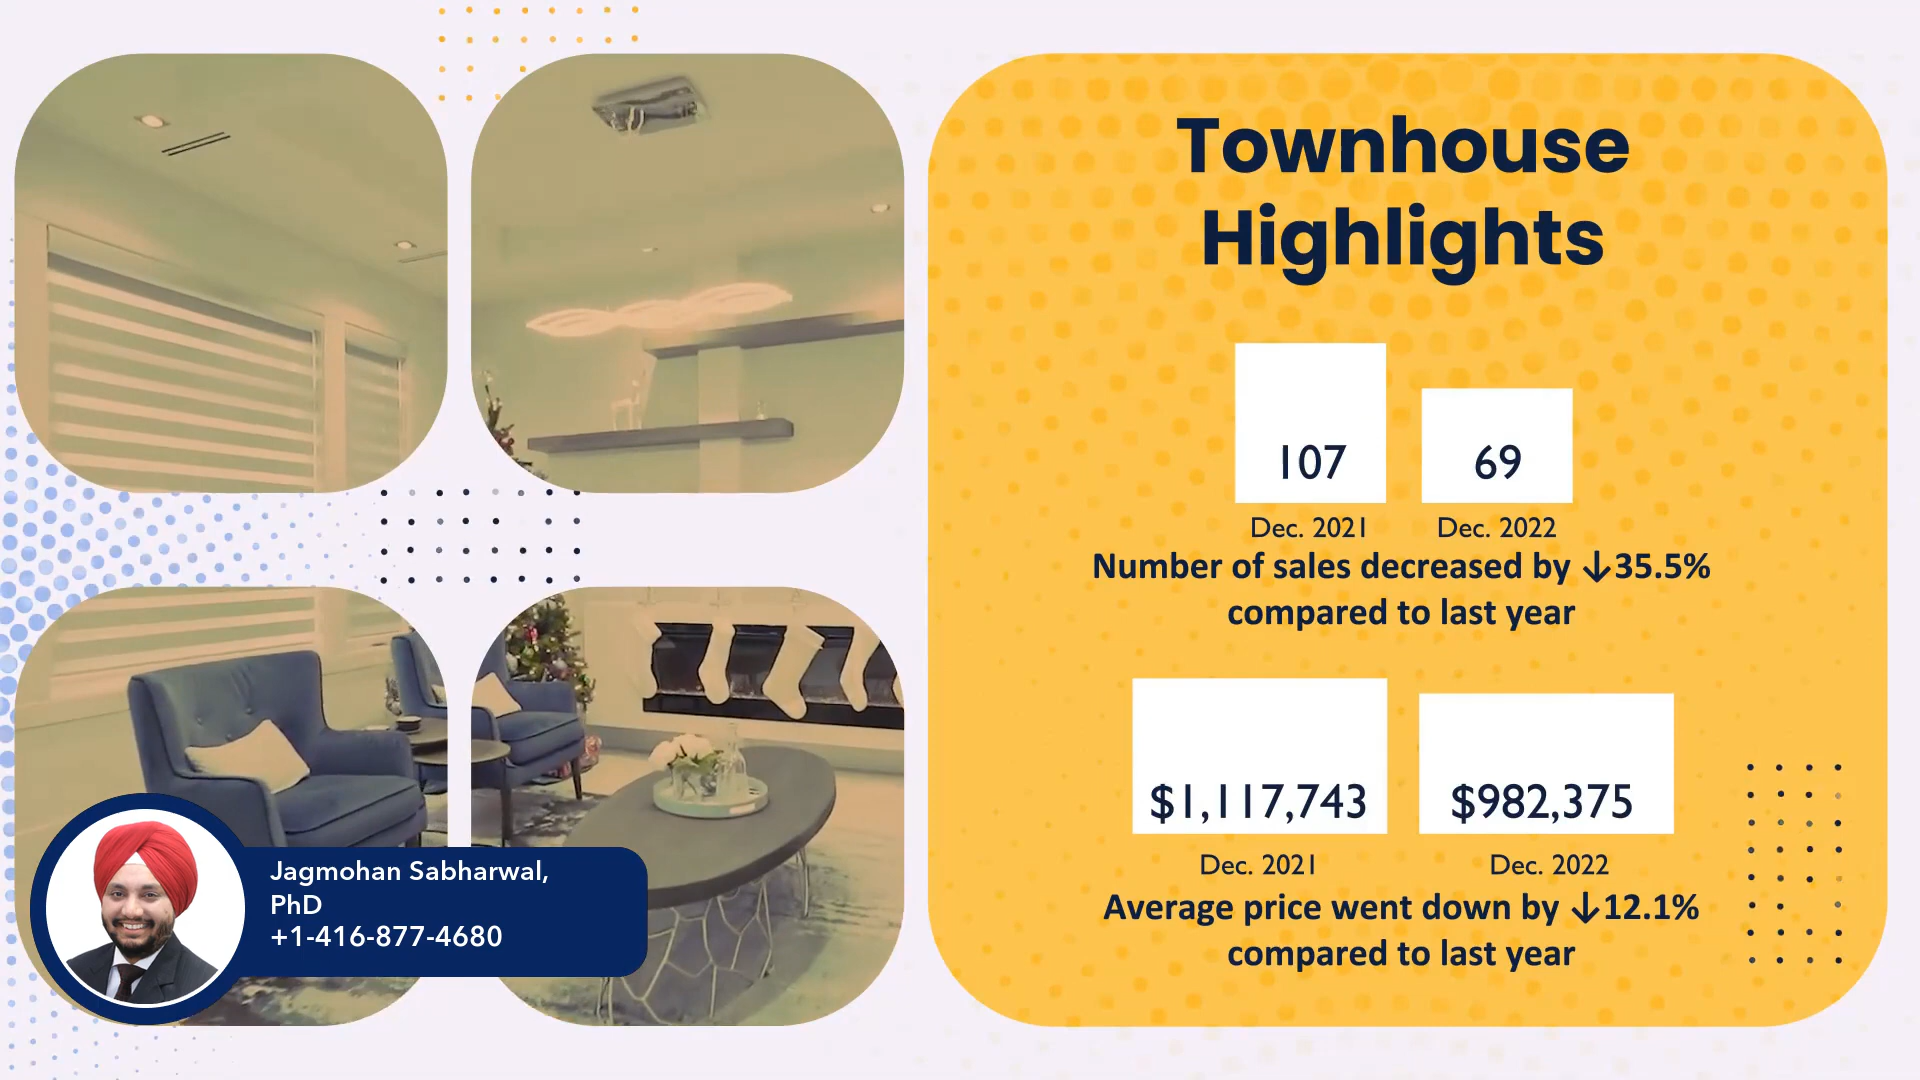 Townhouse
Highlights
107
69
Dec. 2021
Dec. 2022
Number of sales decreased by ↓35.5%
compared to last year
$1,117,743
$982,375
Dec. 2021
Dec. 2022
Average price went down by ↓12.1%
compared to last year
Jagmohan Sabharwal,
PhD
+1-416-877-4680